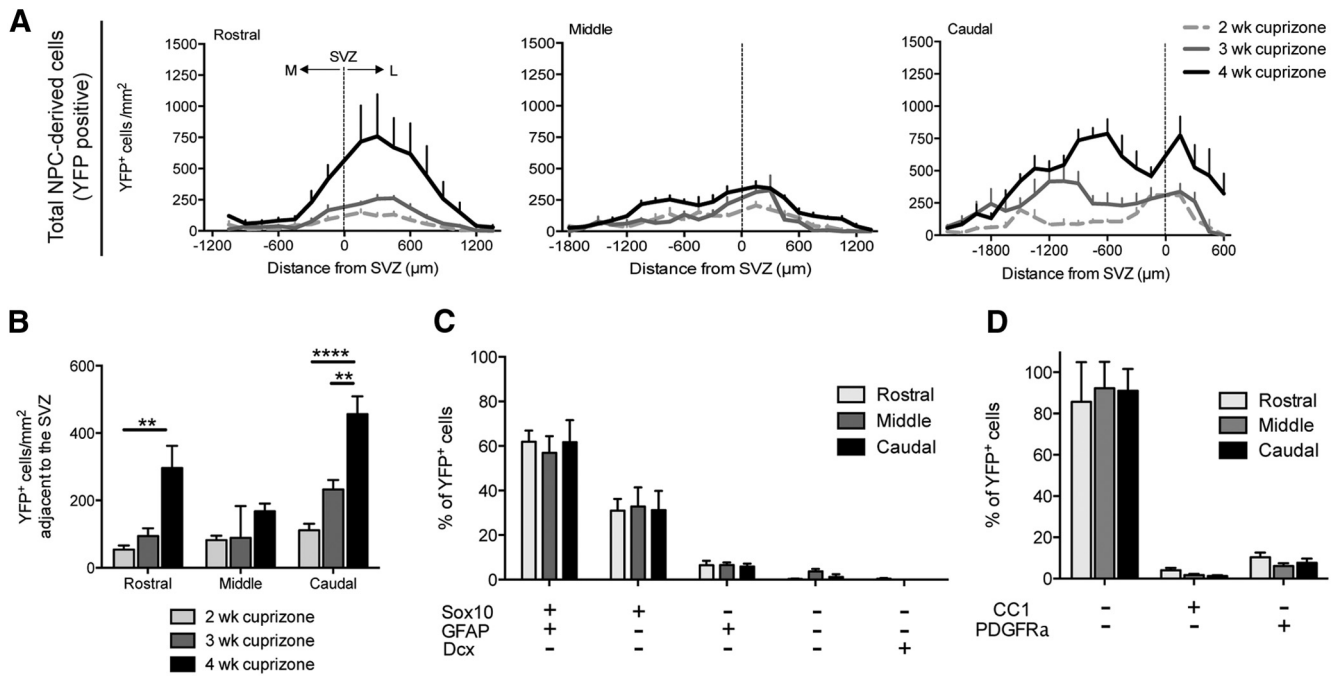 A
Total NPC-derived cells
(YFP positive)
YFP+ cells /mm2
Rostral
SVZ
M
L
1500
1250
1000
750
500
250
0
-1200
-600
0
600
1200
Distance from SVZ (µm)
Middle
1500
1250
1000
750
500
250
0
-1800
-1200
-600
0
600
1200
Distance from SVZ (µm)
Caudal
1500
1250
1000
750
500
250
0
-1800
-1200
-600
0
600
Distance from SVZ (µm)
2 wk cuprizone
3 wk cuprizone
4 wk cuprizone
B
YFP+ cells/mm2
adjacent to the SVZ
600
400
200
0
**
****
**
Rostral
Middle
Caudal
2 wk cuprizone
3 wk cuprizone
4 wk cuprizone
C
% of YFP+ cells
100
80
60
40
20
0
Rostral
Middle
Caudal
Sox10 + + - - -
GFAP + - + - -
Dcx - - - - +
D
% of YFP+ cells
100
80
60
40
20
0
Rostral
Middle
Caudal
CC1 - + -
PDGFRa - - +